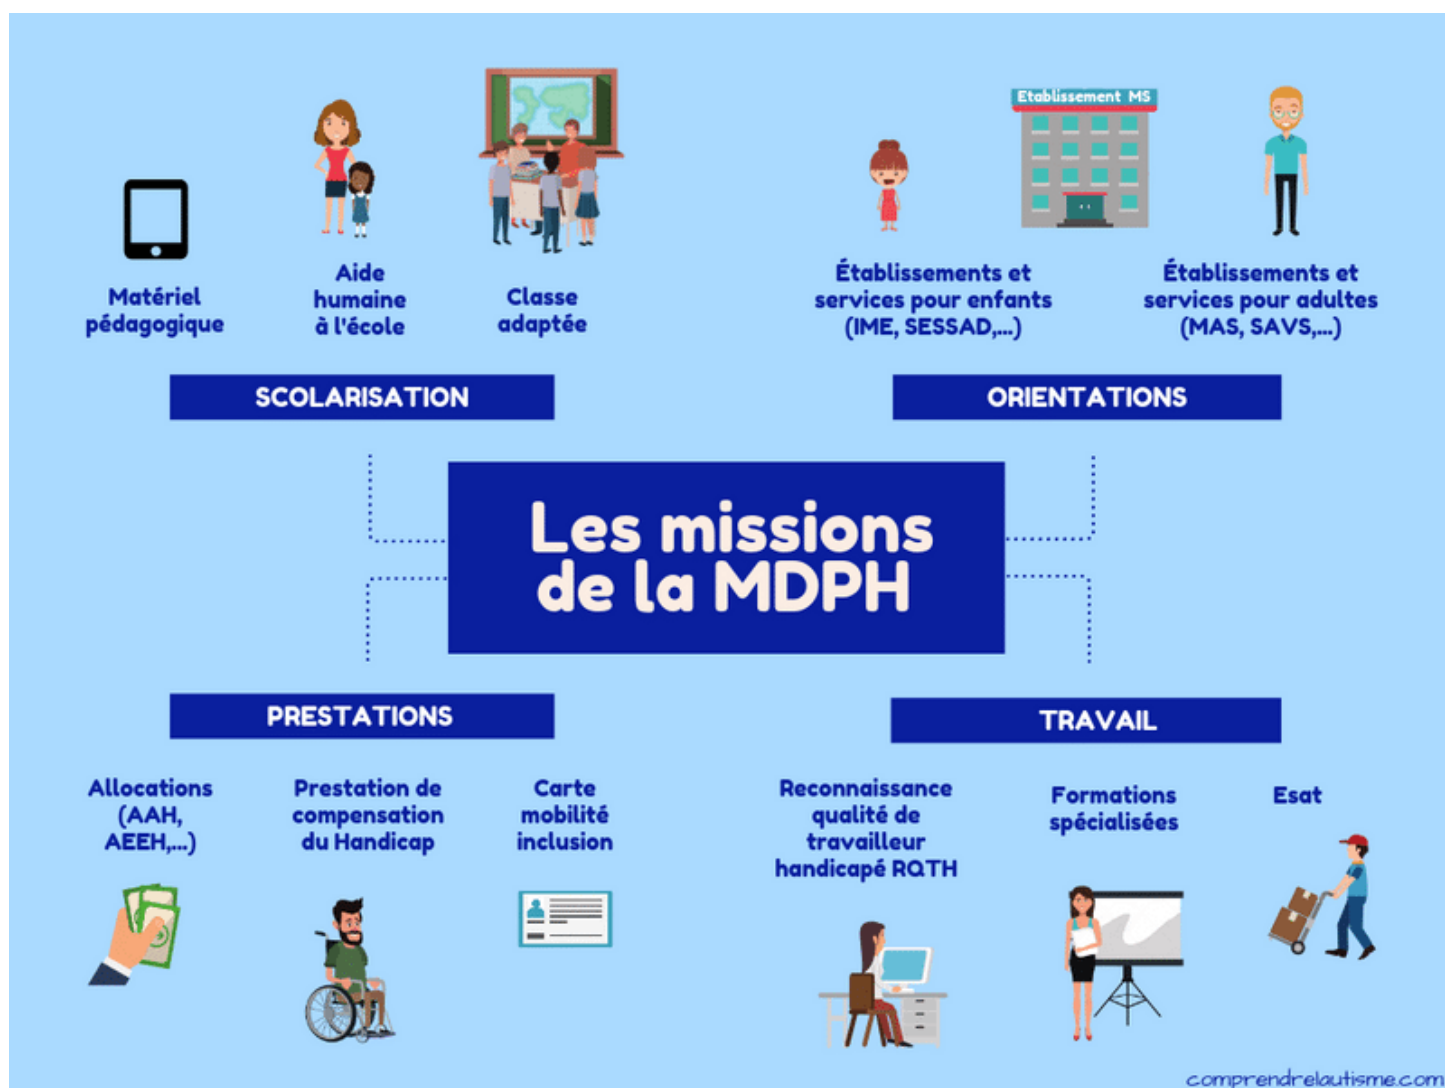 Matériel
pédagogique
Aide
humaine
à l'école
Classe
adaptée
SCOLARISATION
Etablissement MS
Établissements et
services pour enfants
(IME, SESSAD,...)
Établissements et
services pour adultes
(MAS, SAVS,...)
ORIENTATIONS
Les missions
de la MDPH
PRESTATIONS
Allocations
(AAH,
AEEH,...)
Prestation de
compensation
du Handicap
Carte
mobilité
inclusion
TRAVAIL
Reconnaissance
qualité de
travailleur
handicapé RQTH
Formations
spécialisées
Esat
comprendrelautisme.com